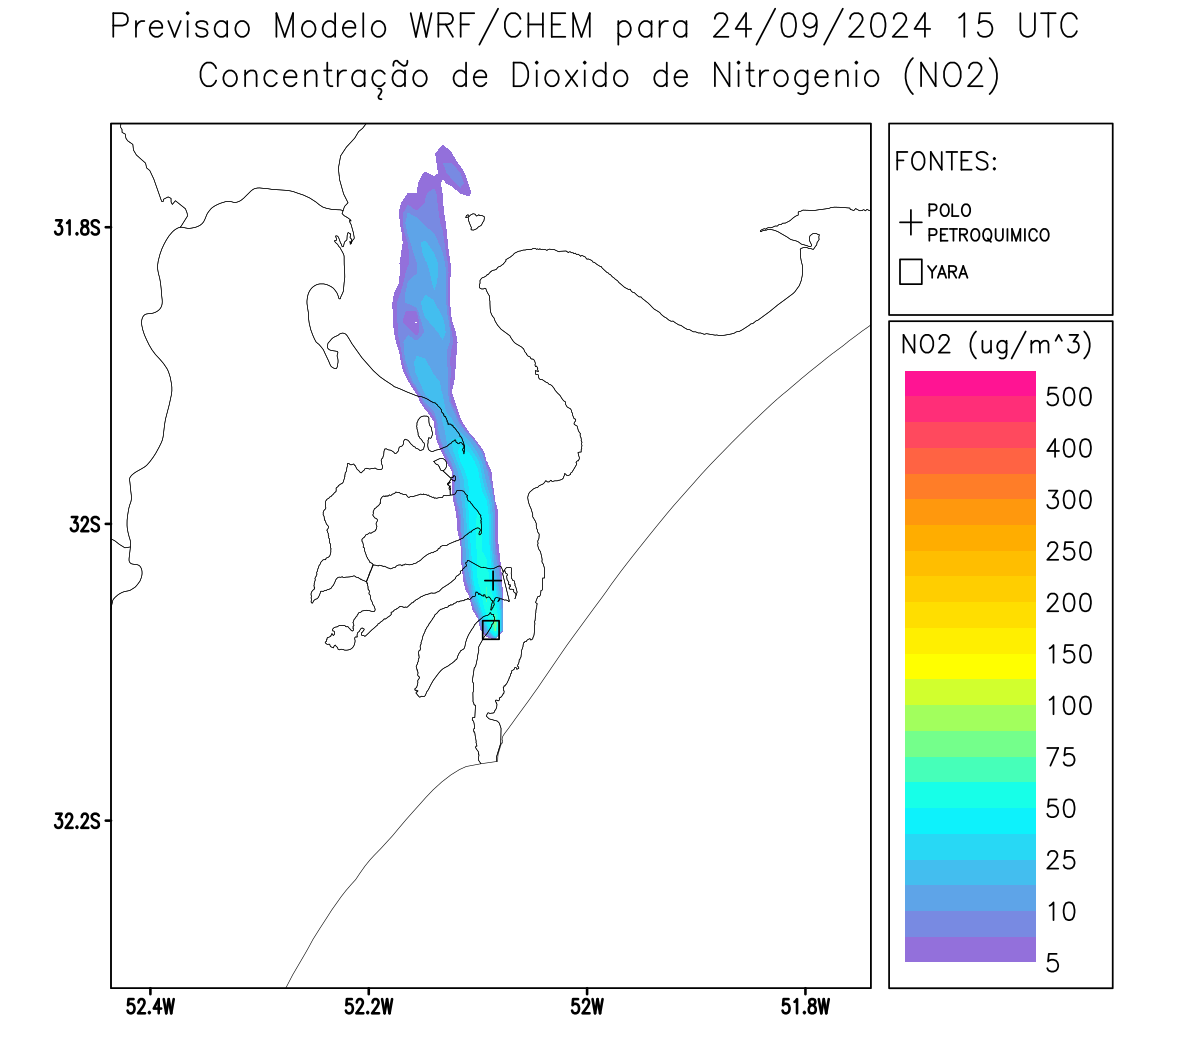 Previsao Modelo WRF/CHEM para 24/09/2024 15 UTC
Concentração de Dioxido de Nitrogenio (NO2)
FONTES:
POLO
PETROQUIMICO
YARA
NO2 (ug/m^3)
500
400
300
250
200
150
100
75
50
25
10
5
31.8S
32S
32.2S
52.4W
52.2W
52W
51.8W